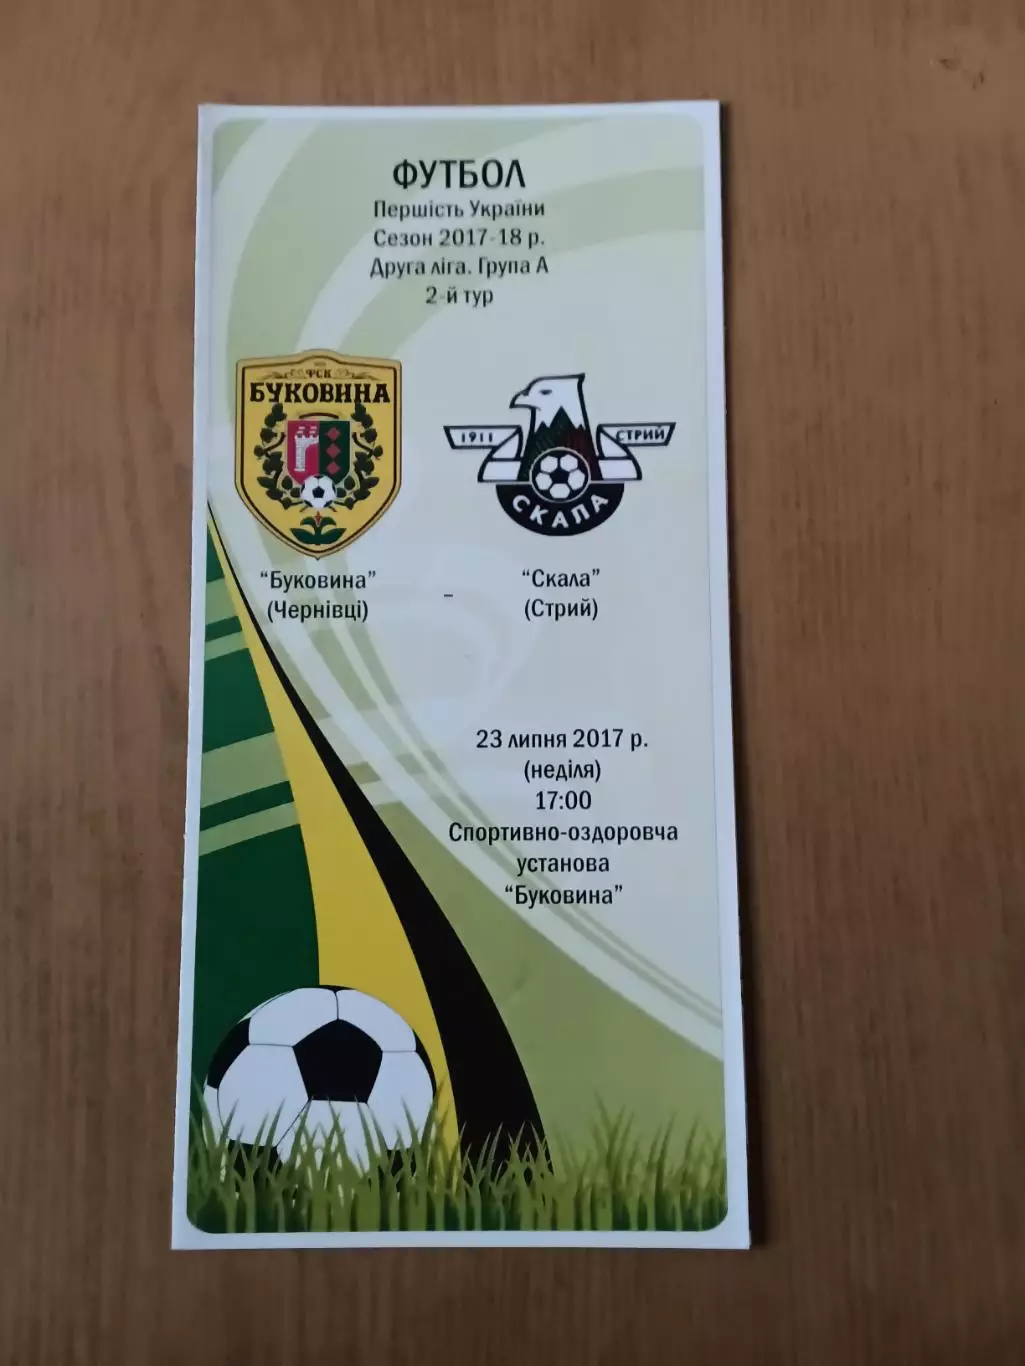 ФУТБОЛ
Першість України
Сезон 2017-18 р.
Друга ліга. Група А
2-й тур
ФСК
БУКОВИНА
1911
СТРИЙ
СКАЛА
“Буковина”
(Чернівці)
–
“Скала”
(Стрий)
23 липня 2017 р.
(неділя)
17:00
Спортивно-оздоровча
установа
“Буковина”